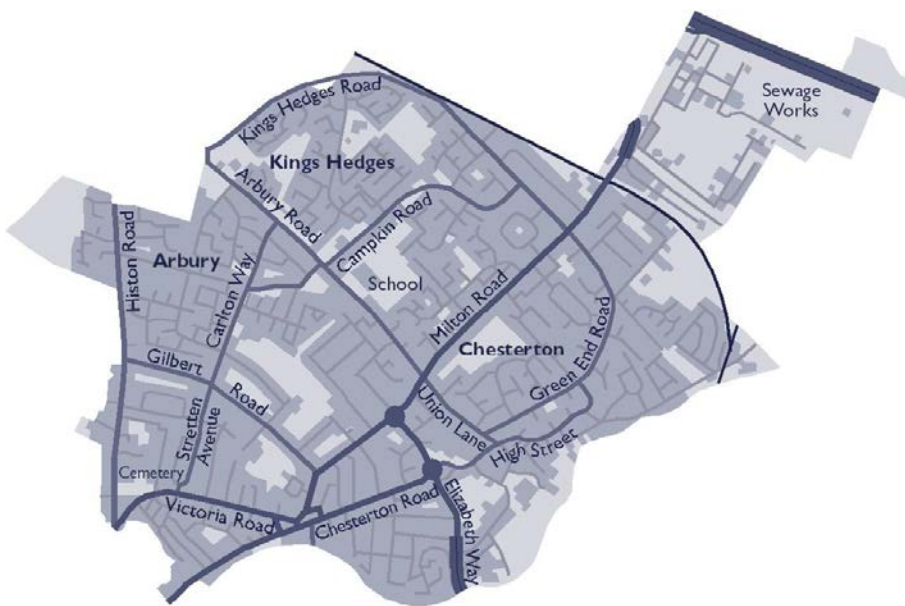 Sewage
Works
Kings Hedges Road
Kings Hedges
Arbury Road
Campkin Road
Histon Road
Arbury
Carlton Way
School
Milton Road
Chesterton
Green End Road
Gilbert
Road
Stretten
Avenue
Union Lane
High Street
Cemetery
Victoria Road
Chesterton Road
Elizabeth Way